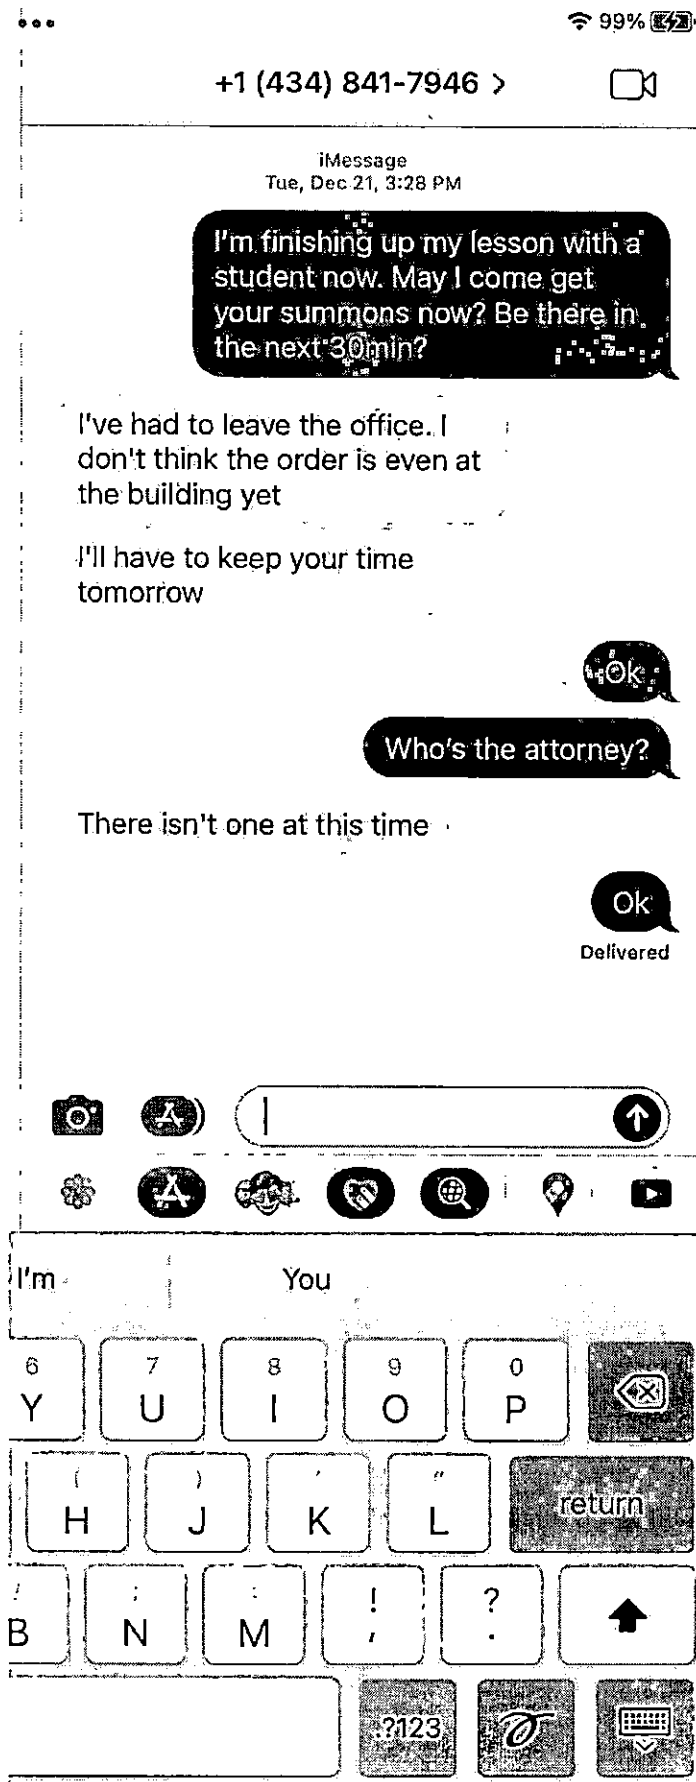 99%
+1 (434) 841-7946 >
iMessage
Tue, Dec 21, 3:28 PM
I'm finishing up my lesson with a
student now. May I come get
your summons now? Be there in
the next 30min?
I've had to leave the office. I
don't think the order is even at
the building yet
I'll have to keep your time
tomorrow
Ok
Who's the attorney?
There isn't one at this time
Ok
Delivered
I'm
You
6 7 8 9 0
Y U I O P
( ) ' "
H J K L return
/ ; : ! ?
B N M , .
.?123